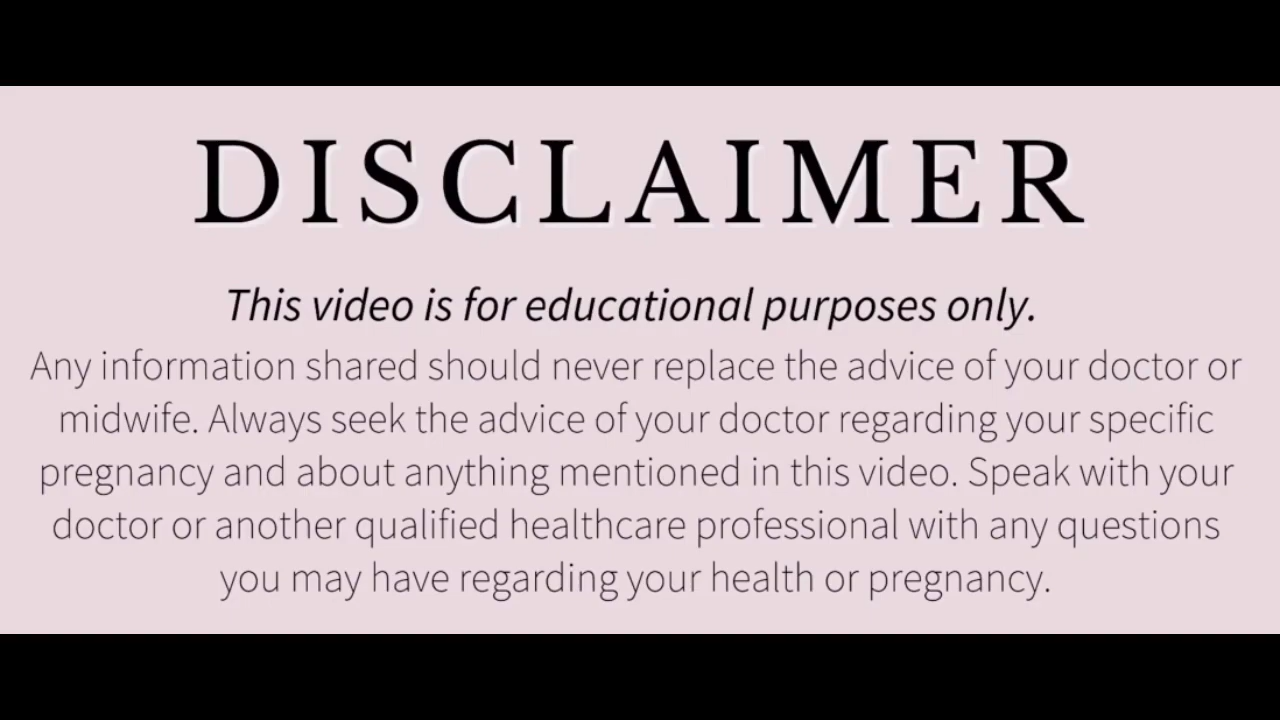 DISCLAIMER
This video is for educational purposes only.
Any information shared should never replace the advice of your doctor or
midwife. Always seek the advice of your doctor regarding your specific
pregnancy and about anything mentioned in this video. Speak with your
doctor or another qualified healthcare professional with any questions
you may have regarding your health or pregnancy.